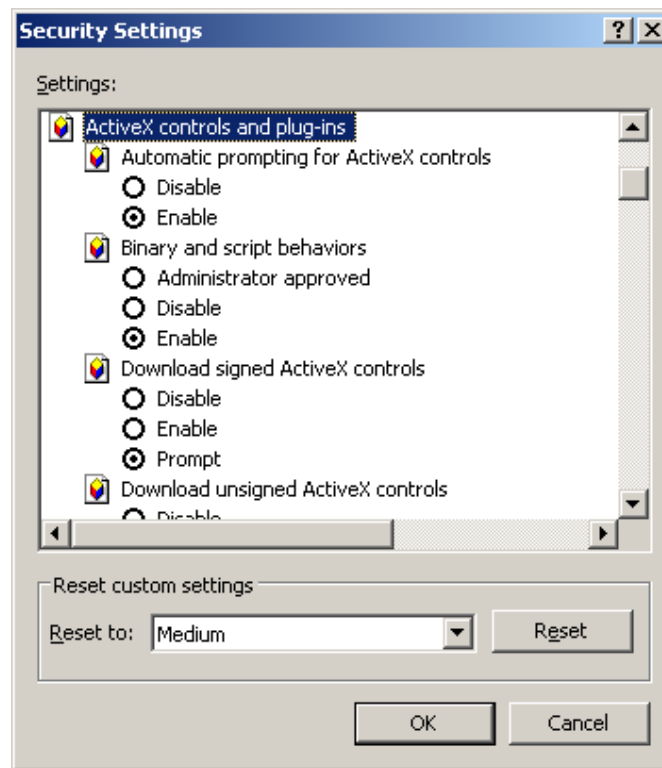 Security Settings
Settings:
ActiveX controls and plug-ins
Automatic prompting for ActiveX controls
Disable
Enable
Binary and script behaviors
Administrator approved
Disable
Enable
Download signed ActiveX controls
Disable
Enable
Prompt
Download unsigned ActiveX controls
Disable
Reset custom settings
Reset to: Medium Reset
OK Cancel